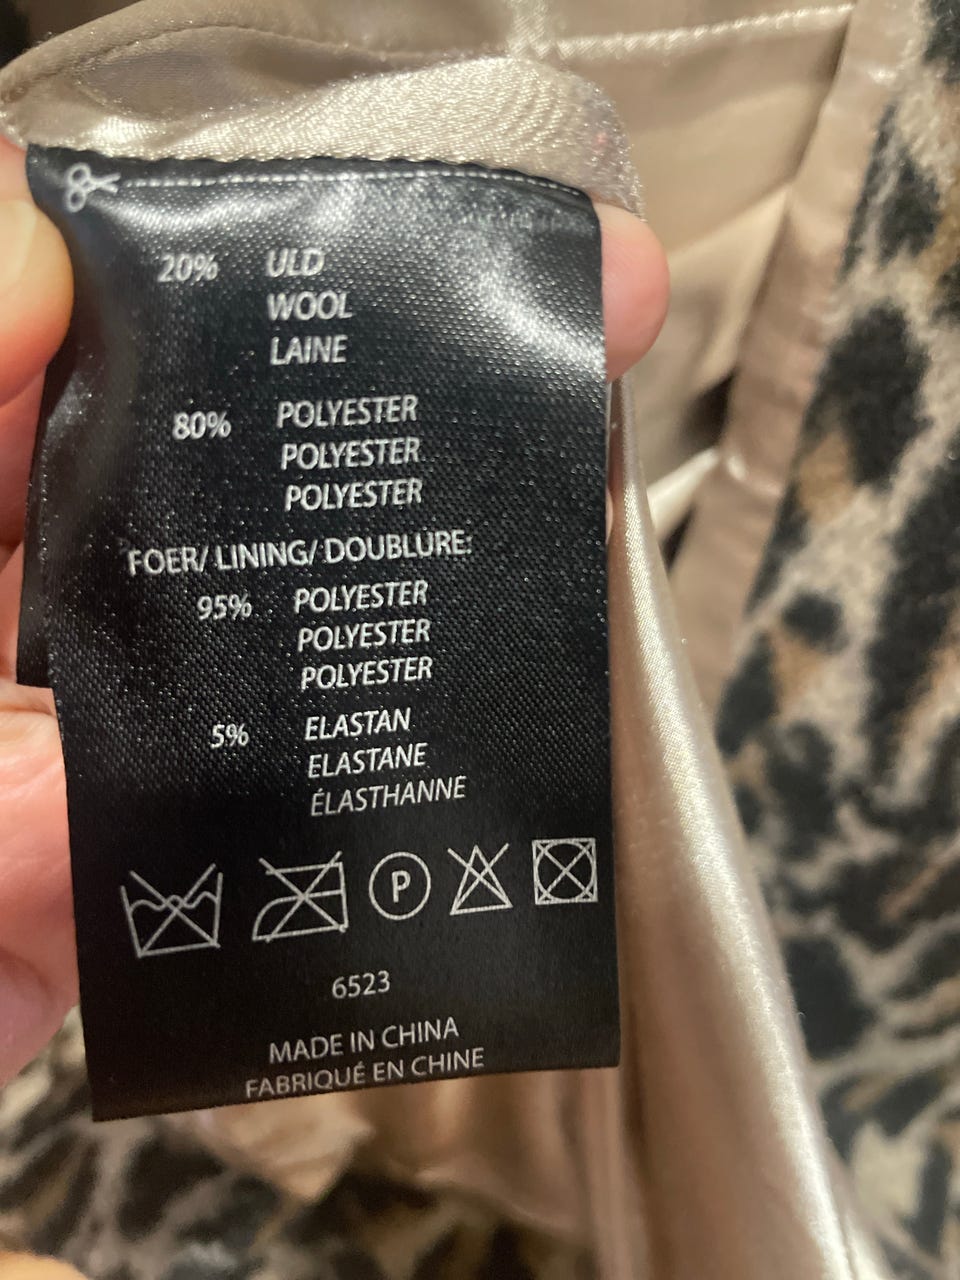 20% ULD
WOOL
LAINE
80% POLYESTER
POLYESTER
POLYESTER
FOER/ LINING/ DOUBLURE:
95% POLYESTER
POLYESTER
POLYESTER
5% ELASTAN
ELASTANE
ÉLASTHANNE
P
6523
MADE IN CHINA
FABRIQUÉ EN CHINE